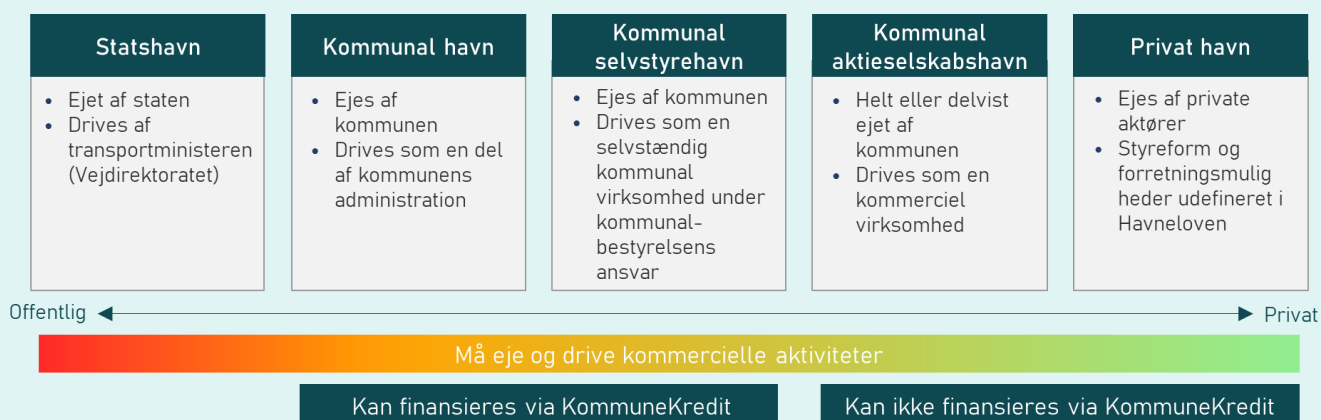 Statshavn
• Ejet af staten
• Drives af
transportministeren
(Vejdirektoratet)
Kommunal havn
• Ejes af
kommunen
• Drives som en del
af kommunens
administration
Kommunal
selvstyrehavn
• Ejes af kommunen
• Drives som en
selvstændig
kommunal
virksomhed under
kommunal-
bestyrelsens
ansvar
Kommunal
aktieselskabshavn
• Helt eller delvist
ejet af
kommunen
• Drives som en
kommerciel
virksomhed
Privat havn
• Ejes af private
aktører
• Styreform og
forretningsmulig
heder udefineret i
Havneloven
Offentlig
Privat
Må eje og drive kommercielle aktiviteter
Kan finansieres via KommuneKredit
Kan ikke finansieres via KommuneKredit